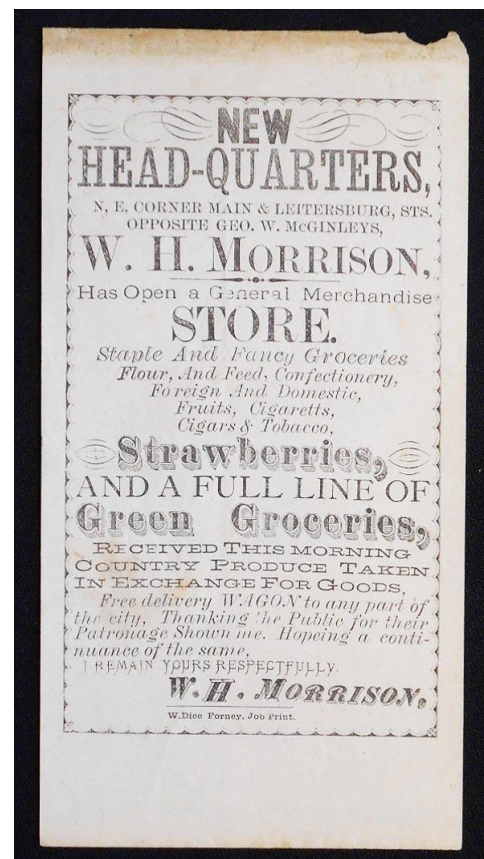 NEW
HEAD-QUARTERS,
N, E, CORNER MAIN & LEITERSBURG, STS.
OPPOSITE GEO. W. McGINLEYS,
W. H. MORRISON,
Has Open a General Merchandise
STORE.
Staple And Fancy Groceries
Flour, And Feed, Confectionery,
Foreign And Domestic,
Fruits, Cigaretts,
Cigars & Tobacco,
Strawberries,
AND A FULL LINE OF
Green Groceries,
RECEIVED THIS MORNING
COUNTRY PRODUCE TAKEN
IN EXCHANGE FOR GOODS,
Free delivery WAGON to any part of
the city, Thanking the Public for their
Patronage Shown me. Hopeing a conti-
nuance of the same,
I REMAIN YOURS RESPECTFULLY.
W. H. MORRISON,
W.Dice Forney, Job Print.